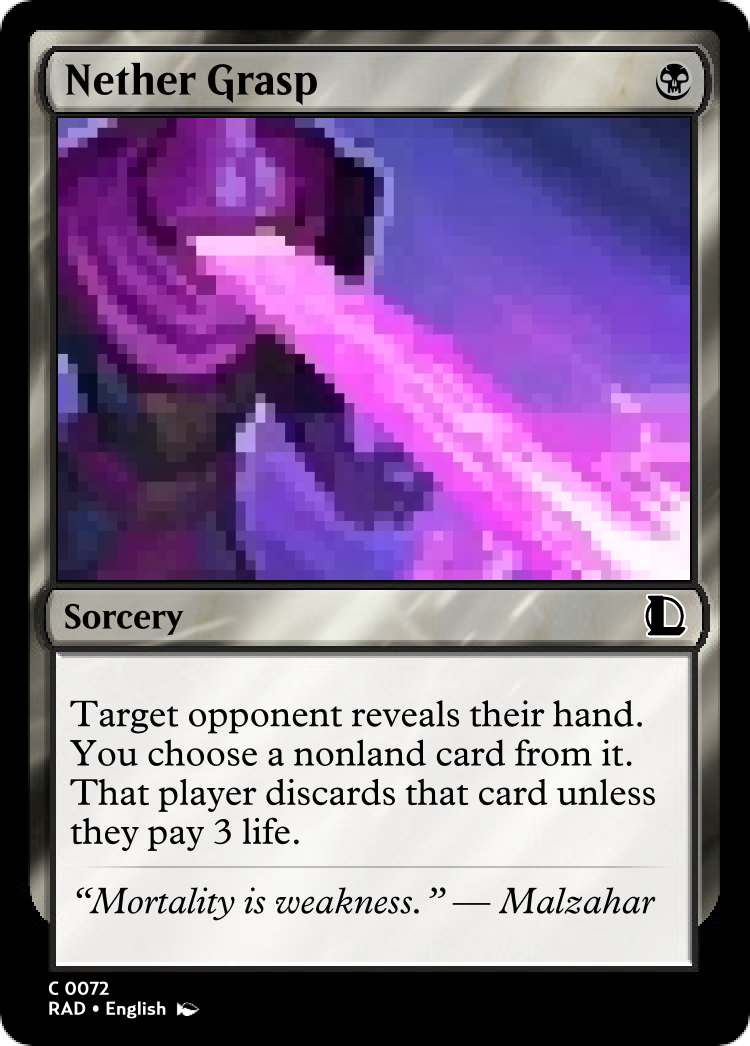 Nether Grasp
Sorcery
Target opponent reveals their hand.
You choose a nonland card from it.
That player discards that card unless
they pay 3 life.
“Mortality is weakness.” — Malzahar
C 0072
RAD • English